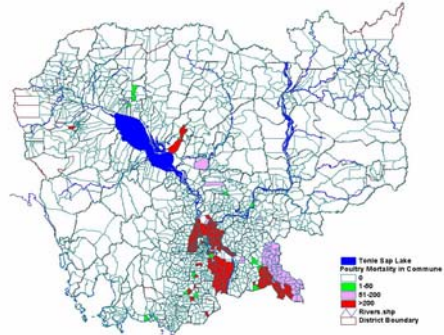 Tonle Sap Lake
Poultry Mortality in Commune
0
1-50
51-200
>200
Rivers.shp
District Boundary